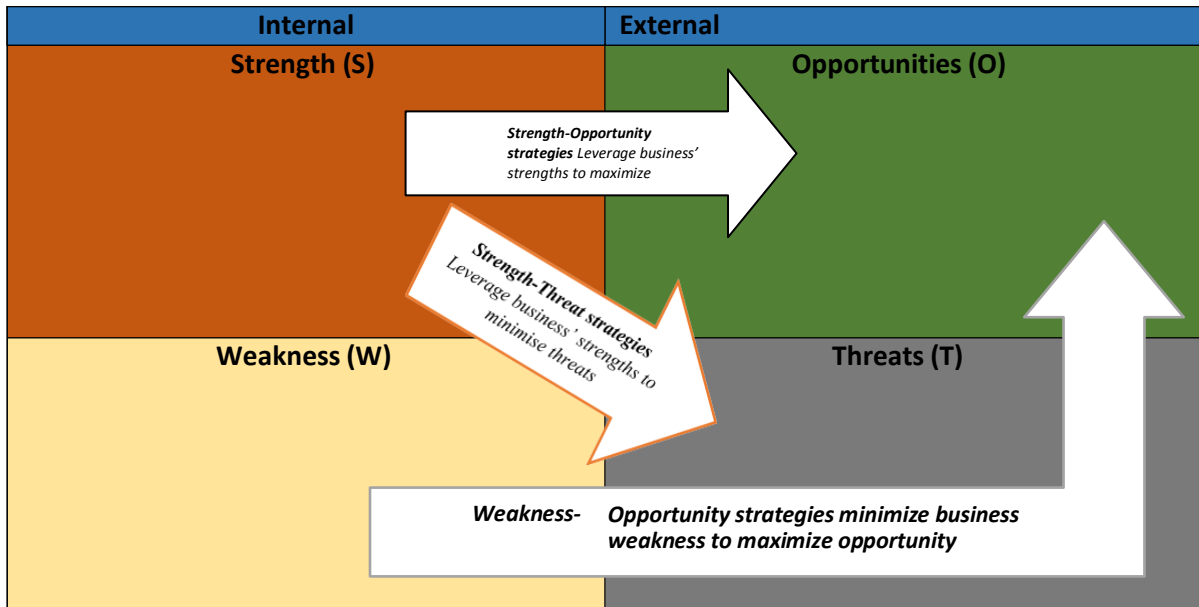 Internal
External
Strength (S)
Opportunities (O)
Strength-Opportunity
strategies Leverage business’
strengths to maximize
Strength-Threat strategies
Leverage business’ strengths to
minimise threats
Weakness (W)
Threats (T)
Weakness- Opportunity strategies minimize business
weakness to maximize opportunity